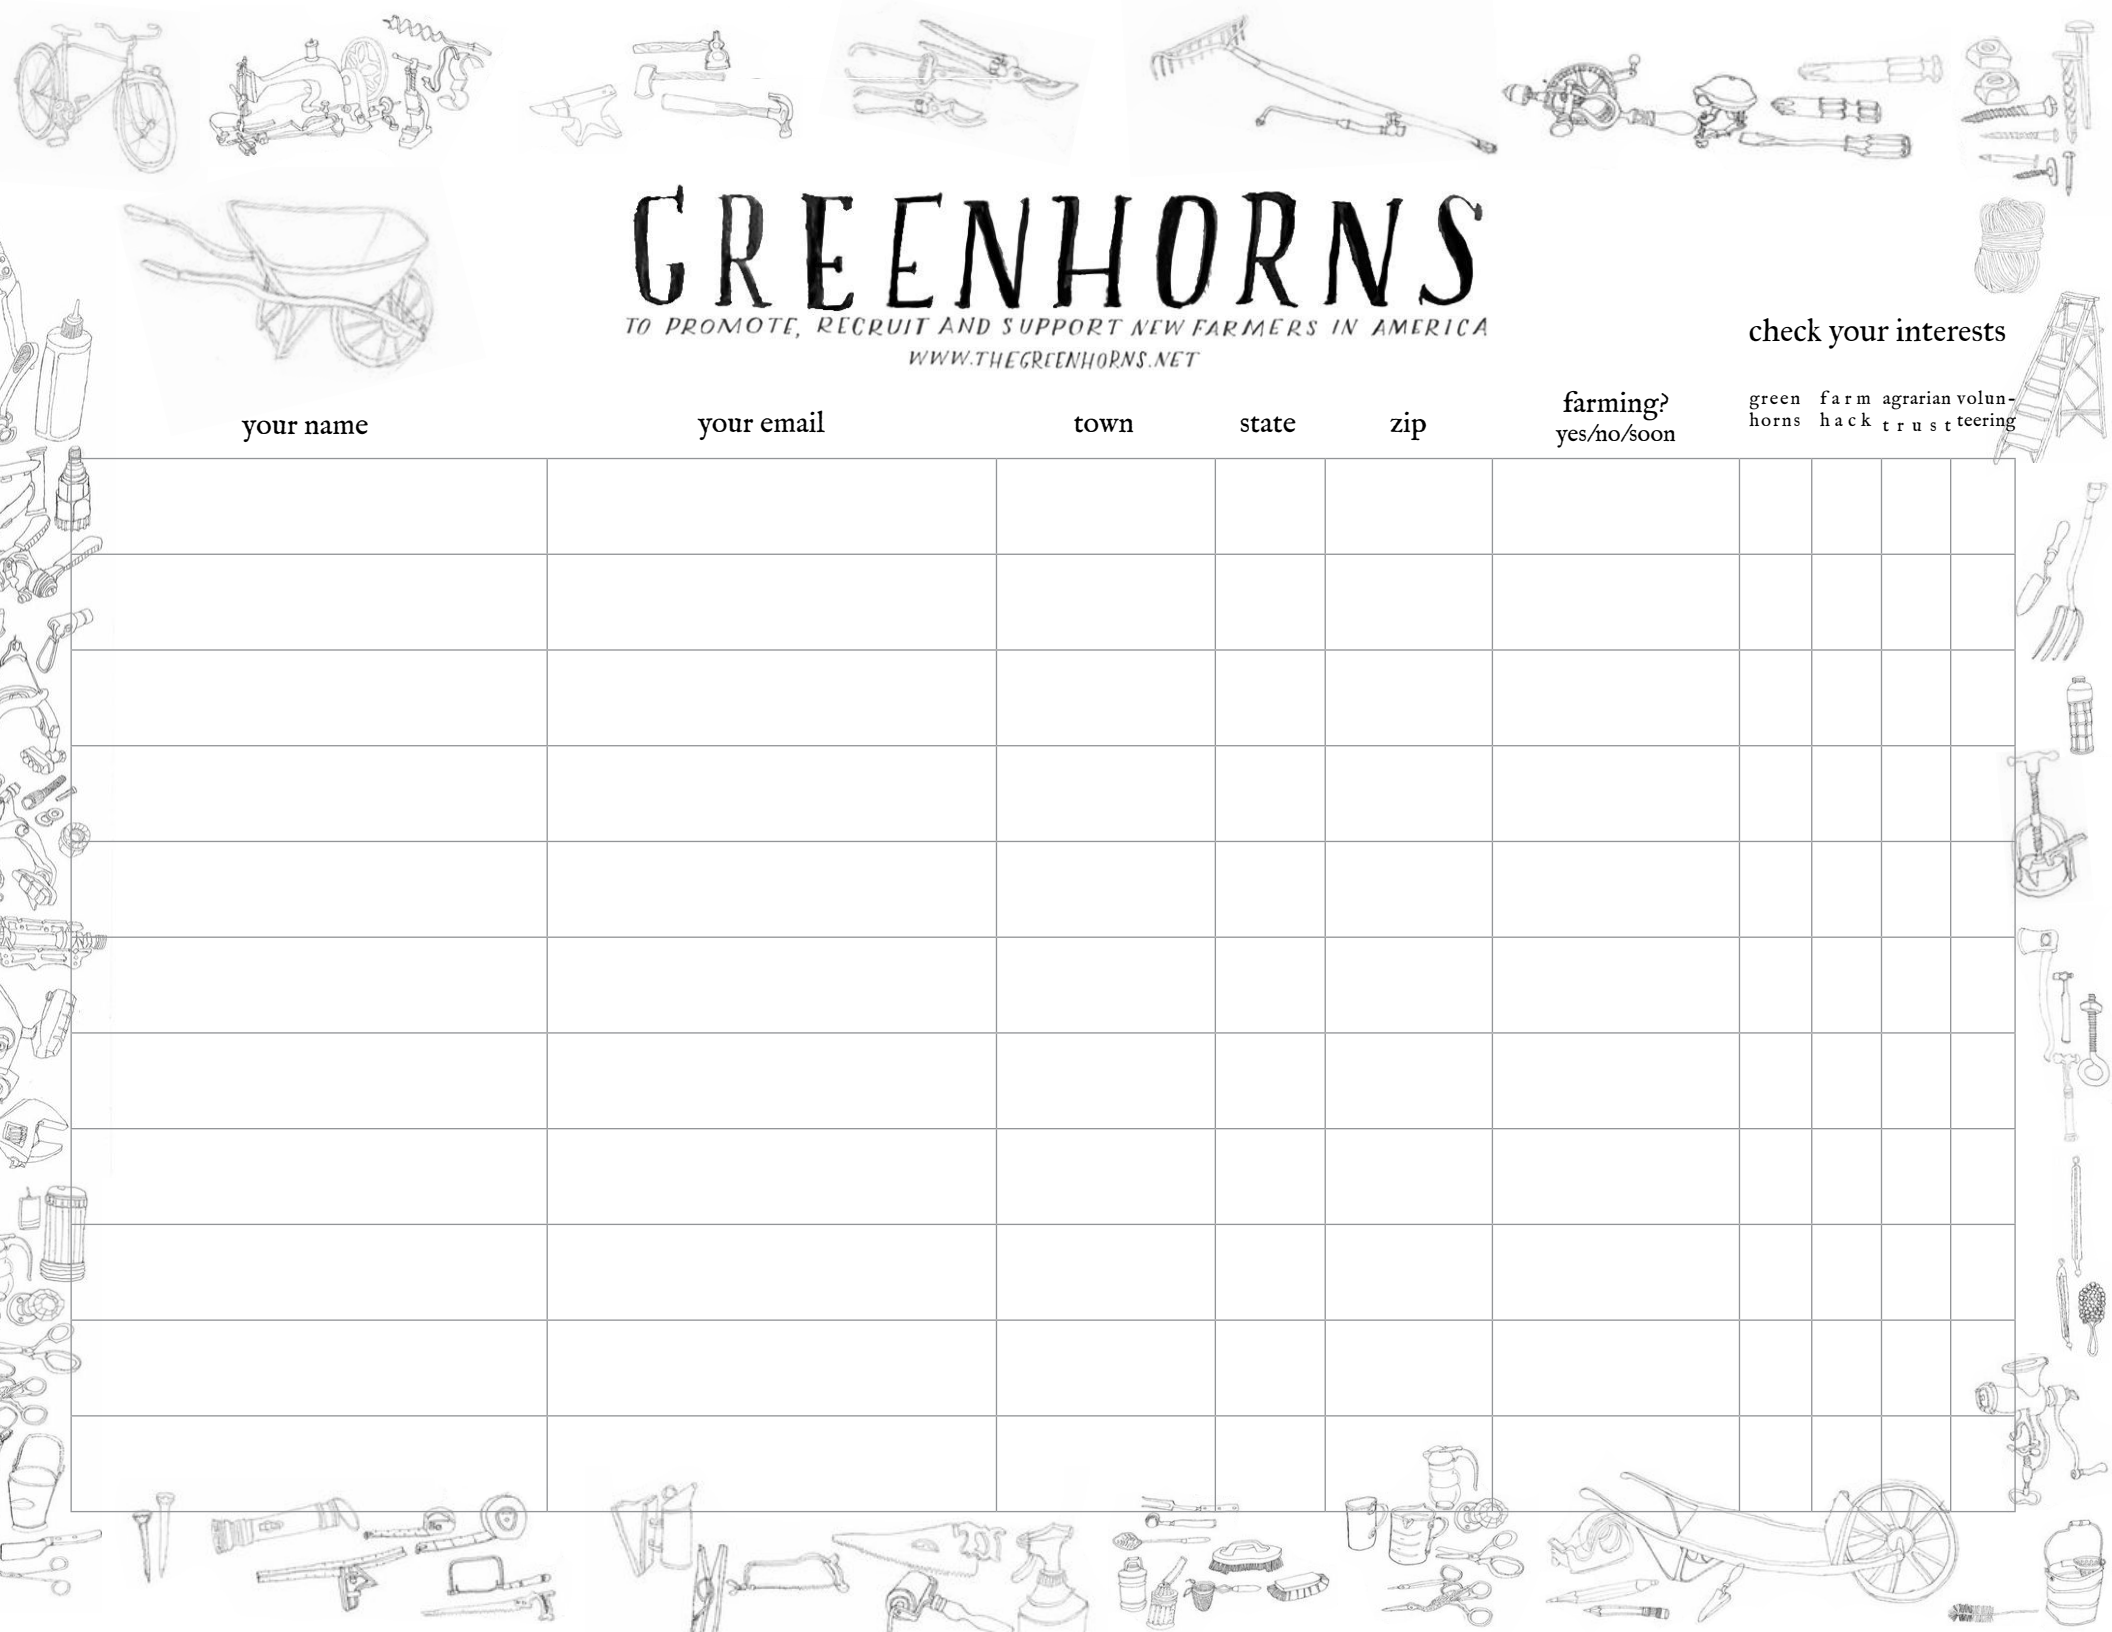 GREENHORNS
TO PROMOTE, RECRUIT AND SUPPORT NEW FARMERS IN AMERICA
WWW.THEGREENHORNS.NET
check your interests
your name
your email
town
state
zip
farming?
yes/no/soon
green
horns
farm
hack
agrarian
trust
volun-
teering